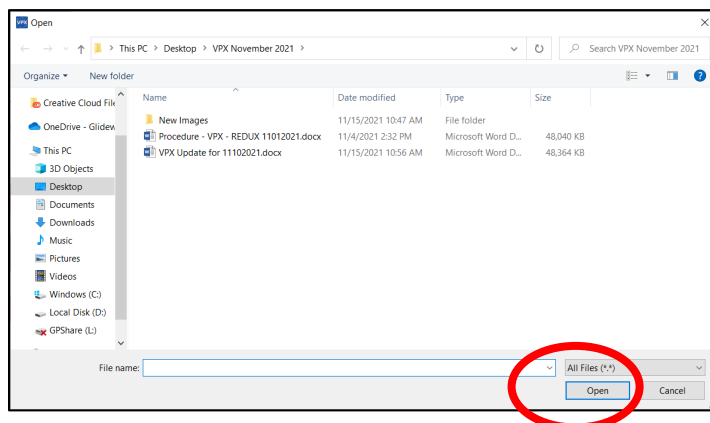 VPX Open
This PC > Desktop > VPX November 2021 >
Search VPX November 2021
Organize
New folder
Name Date modified Type Size
Creative Cloud File
OneDrive - Glidew
This PC
3D Objects
Desktop
Documents
Downloads
Music
Pictures
Videos
Windows (C:)
Local Disk (D:)
GPShare (L:)
New Images 11/15/2021 10:47 AM File folder
Procedure - VPX - REDUX 11012021.docx 11/4/2021 2:32 PM Microsoft Word D... 48,040 KB
VPX Update for 11102021.docx 11/15/2021 10:56 AM Microsoft Word D... 48,364 KB
File name:
All Files (*.*)
Open
Cancel